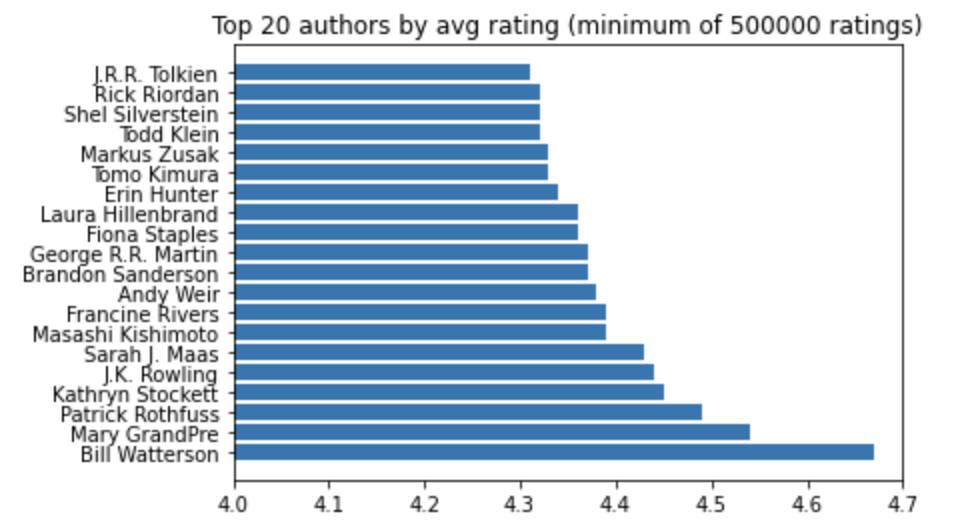 Top 20 authors by avg rating (minimum of 500000 ratings)
J.R.R. Tolkien
Rick Riordan
Shel Silverstein
Todd Klein
Markus Zusak
Tomo Kimura
Erin Hunter
Laura Hillenbrand
Fiona Staples
George R.R. Martin
Brandon Sanderson
Andy Weir
Francine Rivers
Masashi Kishimoto
Sarah J. Maas
J.K. Rowling
Kathryn Stockett
Patrick Rothfuss
Mary GrandPre
Bill Watterson
4.0 4.1 4.2 4.3 4.4 4.5 4.6 4.7